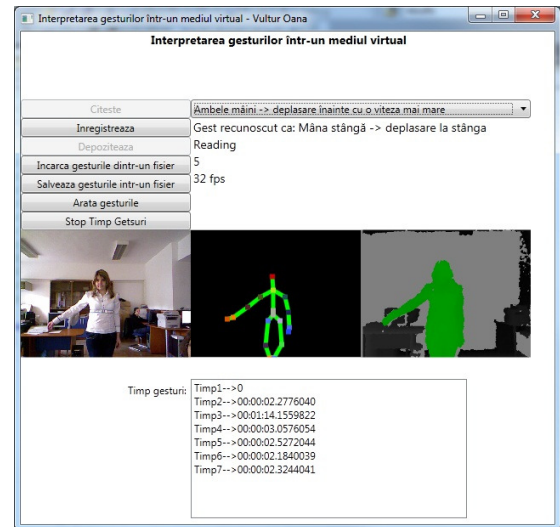 Interpretarea gesturilor într-un mediul virtual - Vultur Oana
Interpretarea gesturilor într-un mediul virtual
Citeste
Ambele mâini -> deplasare înainte cu o viteza mai mare
Inregistreaza
Gest recunoscut ca: Mâna stângă -> deplasare la stânga
Depoziteaza
Reading
Incarca gesturile dintr-un fisier
5
Salveaza gesturile intr-un fisier
32 fps
Arata gesturile
Stop Timp Getsuri
Timp gesturi:
Timp1-->0
Timp2-->00:00:02.2776040
Timp3-->00:01:14.1559822
Timp4-->00:00:03.0576054
Timp5-->00:00:02.5272044
Timp6-->00:00:02.1840039
Timp7-->00:00:02.3244041